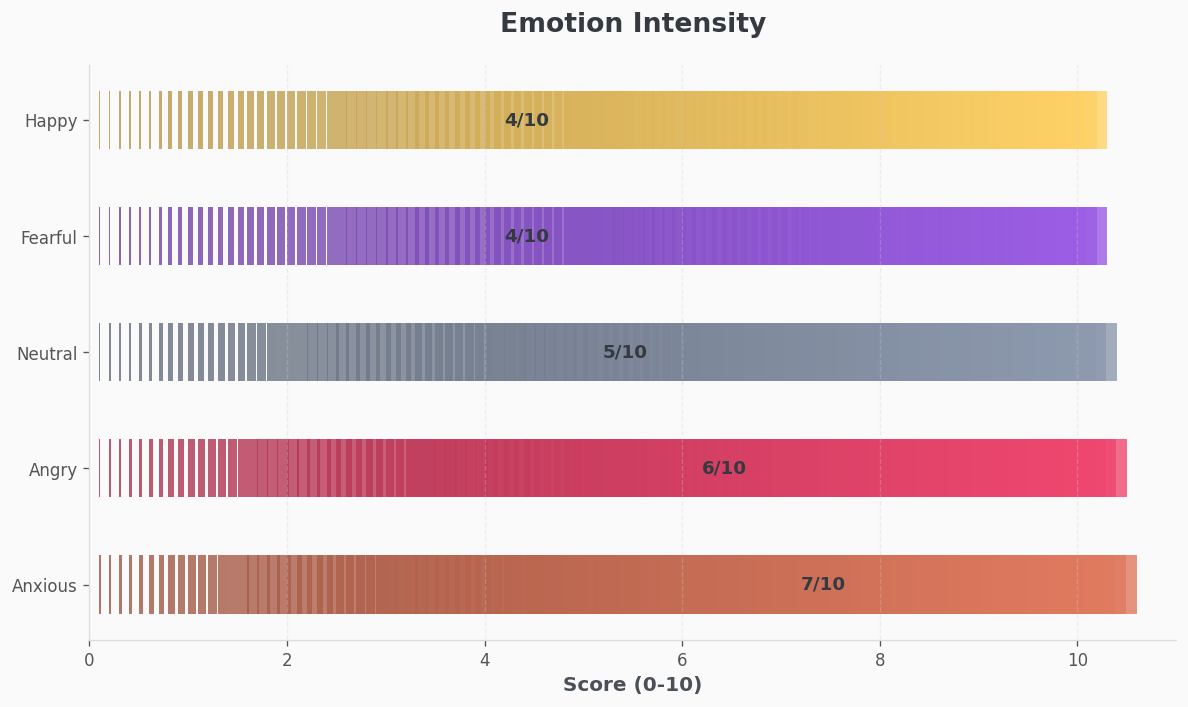 Emotion Intensity
Happy
4/10
Fearful
4/10
Neutral
5/10
Angry
6/10
Anxious
7/10
0 2 4 6 8 10
Score (0-10)